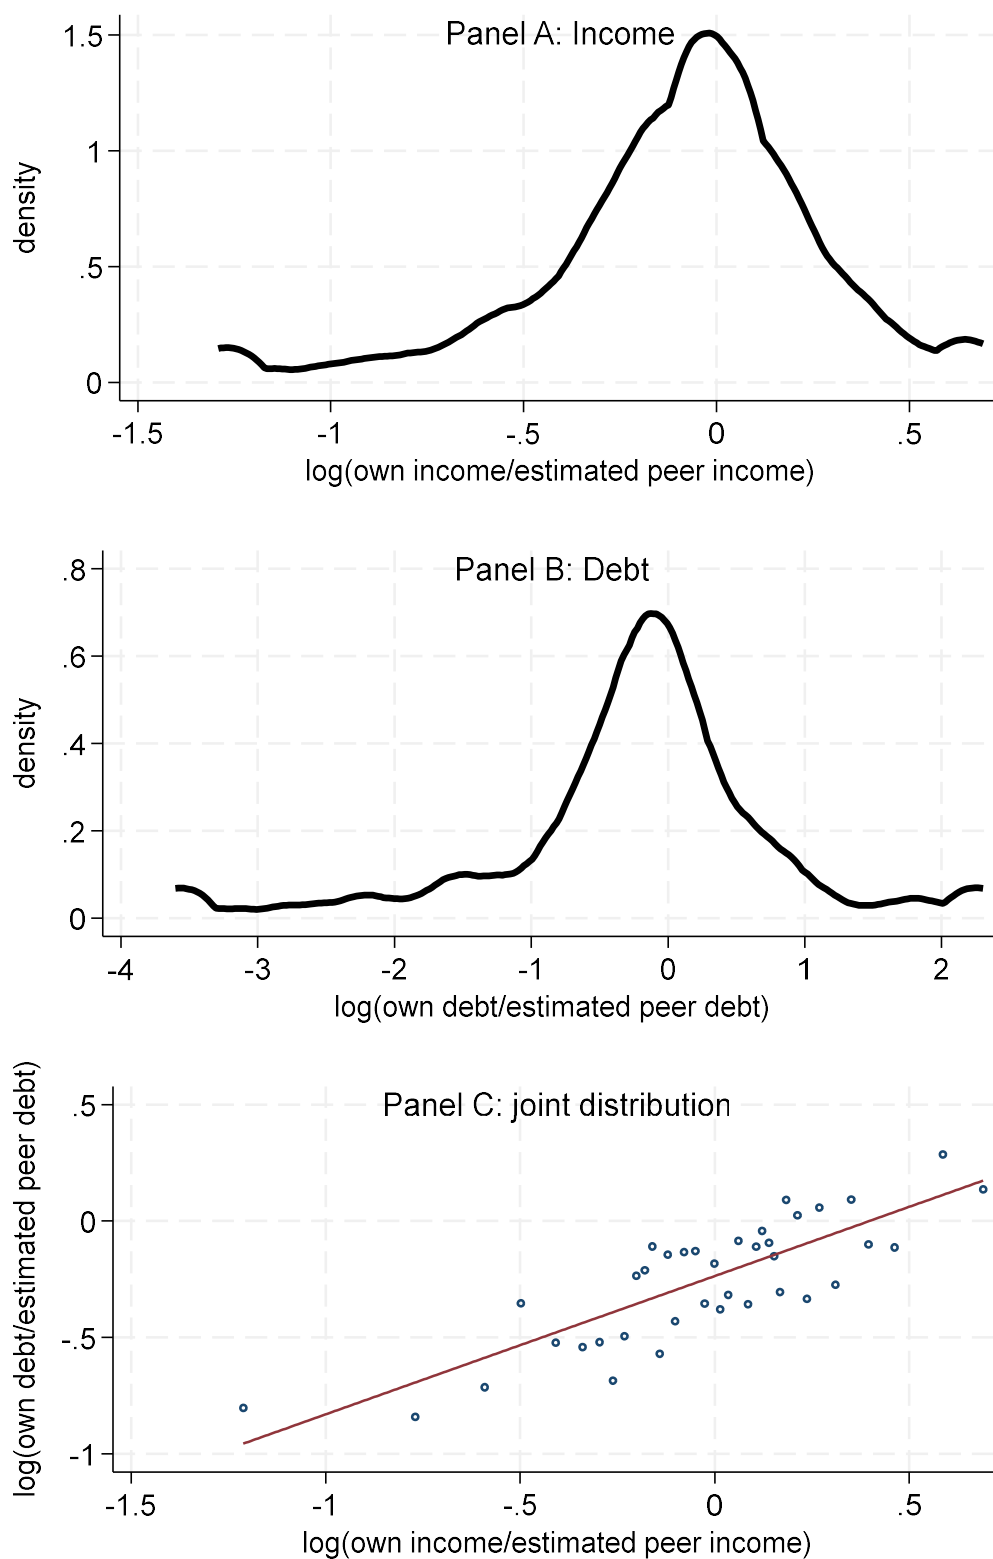 Panel A: Income
1.5
1
.5
0
density
-1.5 -1 -.5 0 .5
log(own income/estimated peer income)
Panel B: Debt
.8
.6
.4
.2
0
density
-4 -3 -2 -1 0 1 2
log(own debt/estimated peer debt)
Panel C: joint distribution
.5
0
-.5
-1
log(own debt/estimated peer debt)
-1.5 -1 -.5 0 .5
log(own income/estimated peer income)